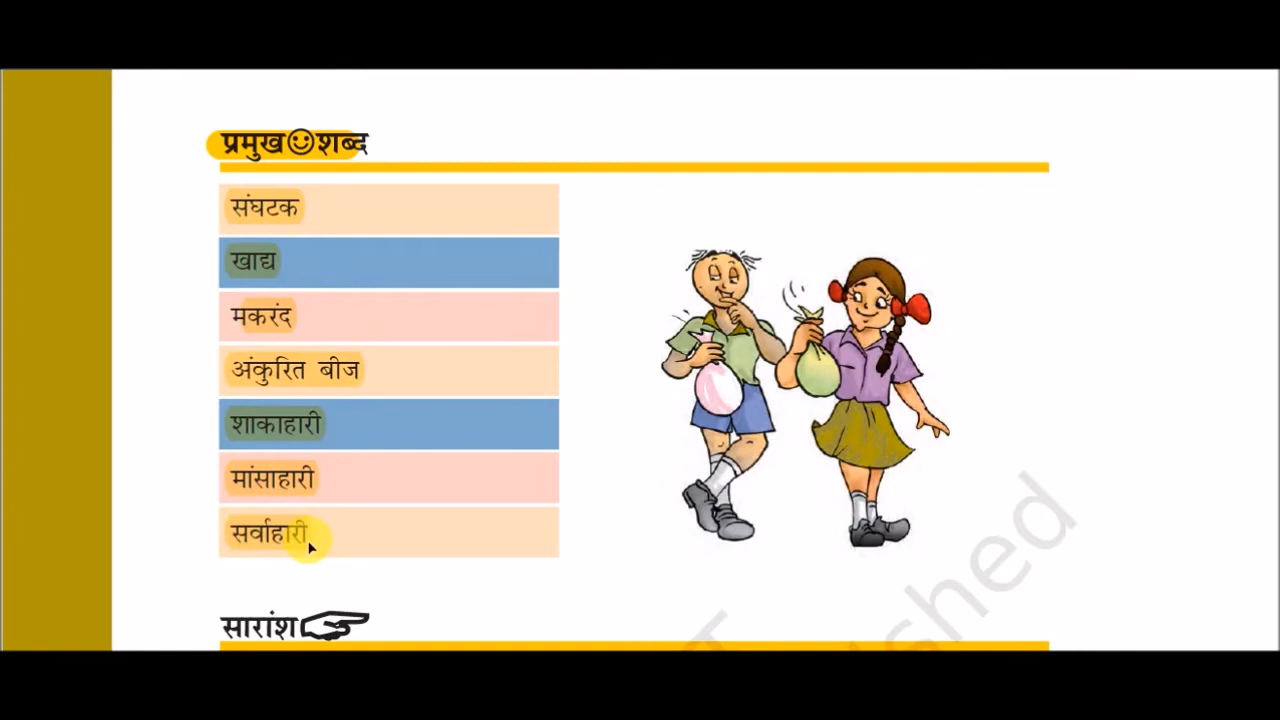 प्रमुख शब्द
संघटक
खाद्य
मकरंद
अंकुरित बीज
शाकाहारी
मांसाहारी
सर्वाहारी
सारांश